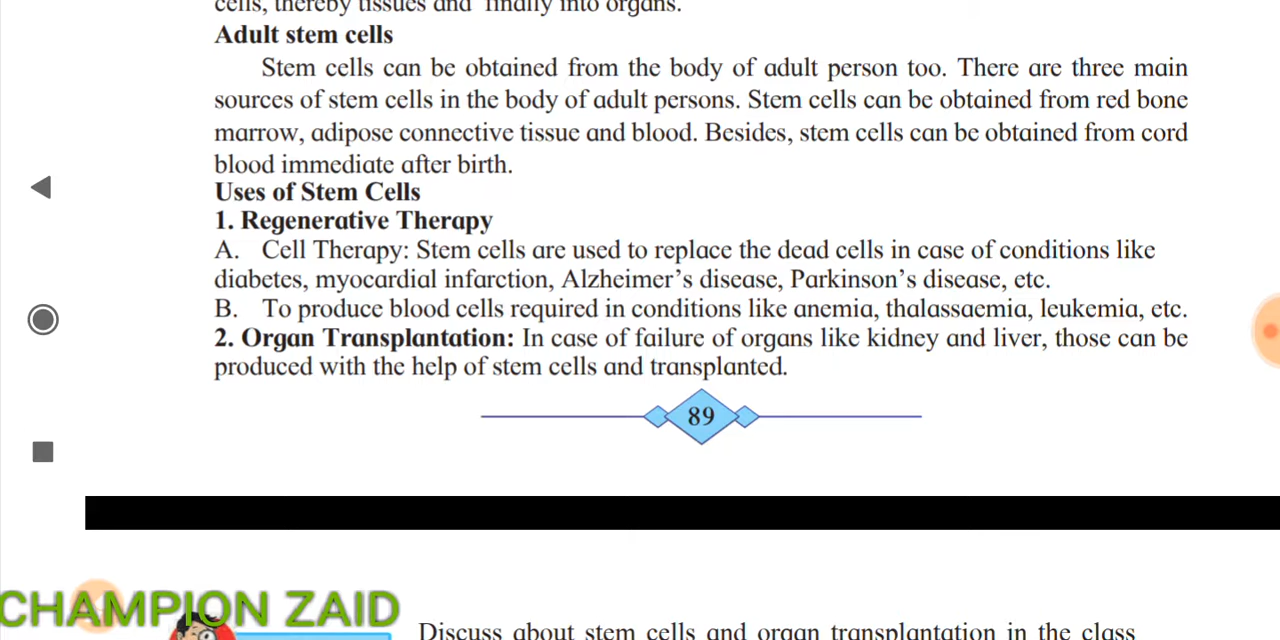 cells, thereby tissues and finally into organs.
Adult stem cells
Stem cells can be obtained from the body of adult person too. There are three main
sources of stem cells in the body of adult persons. Stem cells can be obtained from red bone
marrow, adipose connective tissue and blood. Besides, stem cells can be obtained from cord
blood immediate after birth.
Uses of Stem Cells
1. Regenerative Therapy
A. Cell Therapy: Stem cells are used to replace the dead cells in case of conditions like
diabetes, myocardial infarction, Alzheimer's disease, Parkinson's disease, etc.
B. To produce blood cells required in conditions like anemia, thalassaemia, leukemia, etc.
2. Organ Transplantation: In case of failure of organs like kidney and liver, those can be
produced with the help of stem cells and transplanted.
89
CHAMPION ZAID
Discuss about stem cells and organ transplantation in the class